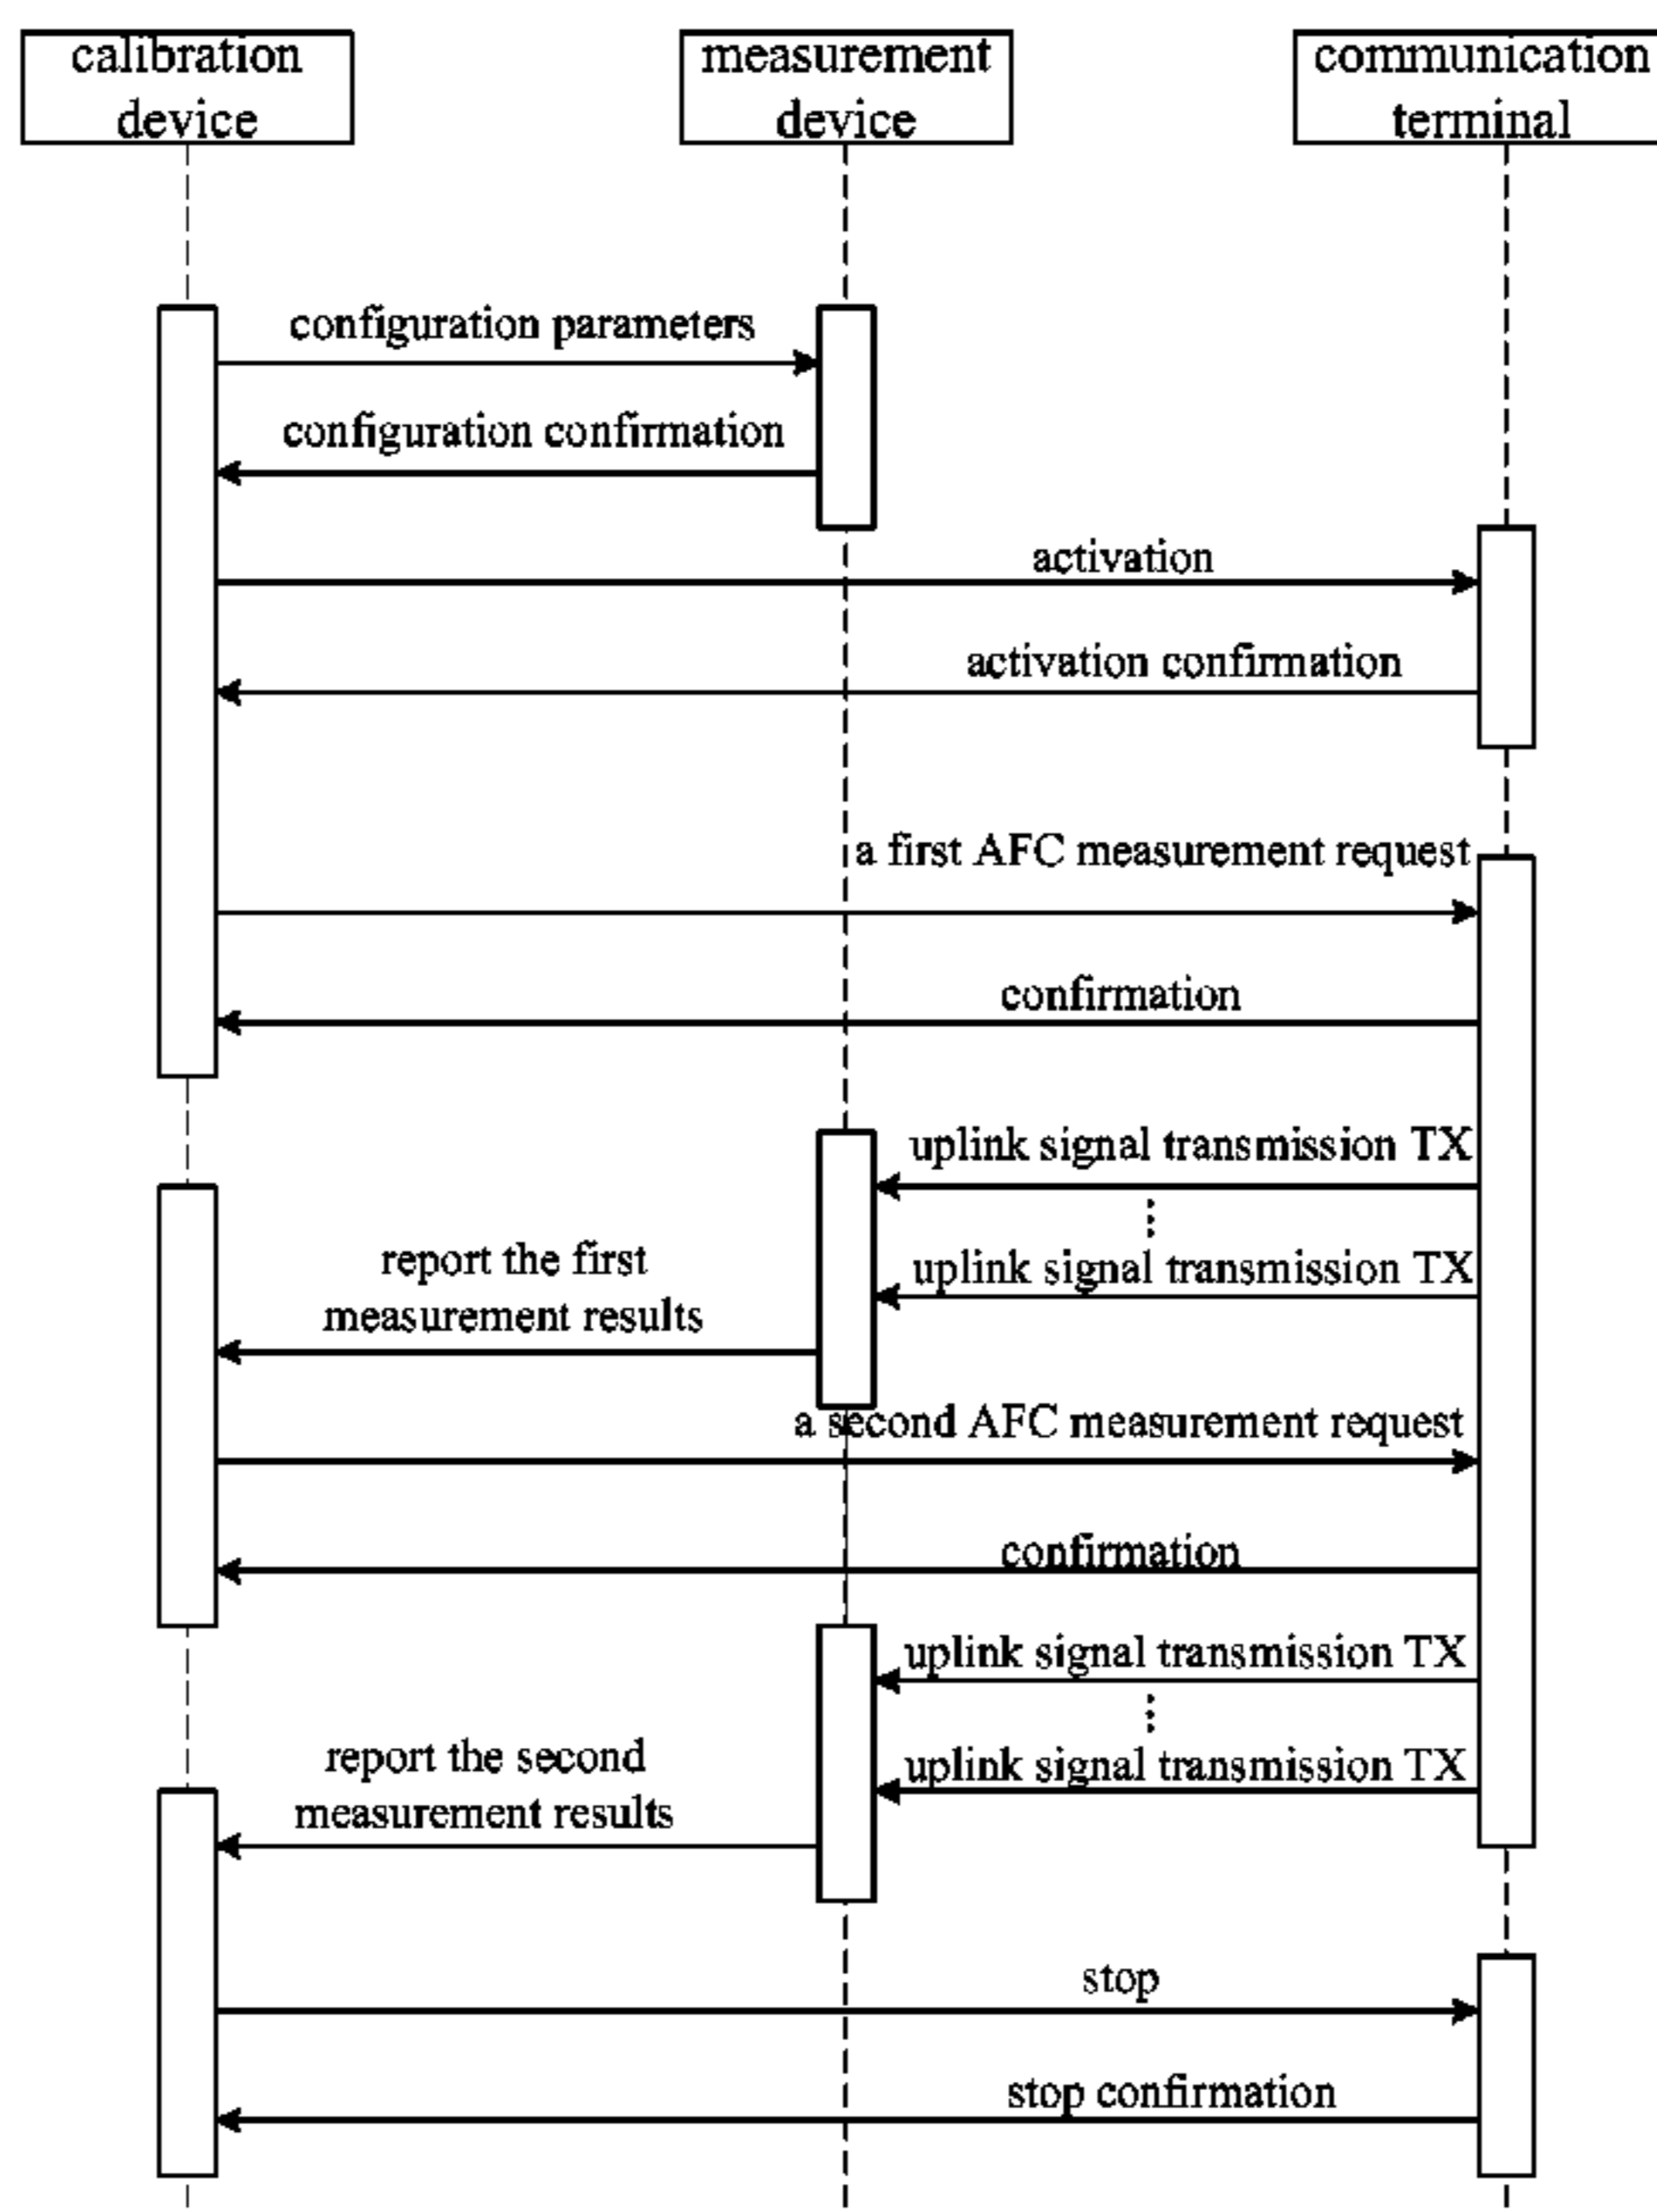 calibration
device
measurement
device
communication
terminal
configuration parameters
configuration confirmation
activation
activation confirmation
a first AFC measurement request
confirmation
uplink signal transmission TX
uplink signal transmission TX
report the first
measurement results
a second AFC measurement request
confirmation
uplink signal transmission TX
report the second
measurement results
uplink signal transmission TX
stop
stop confirmation